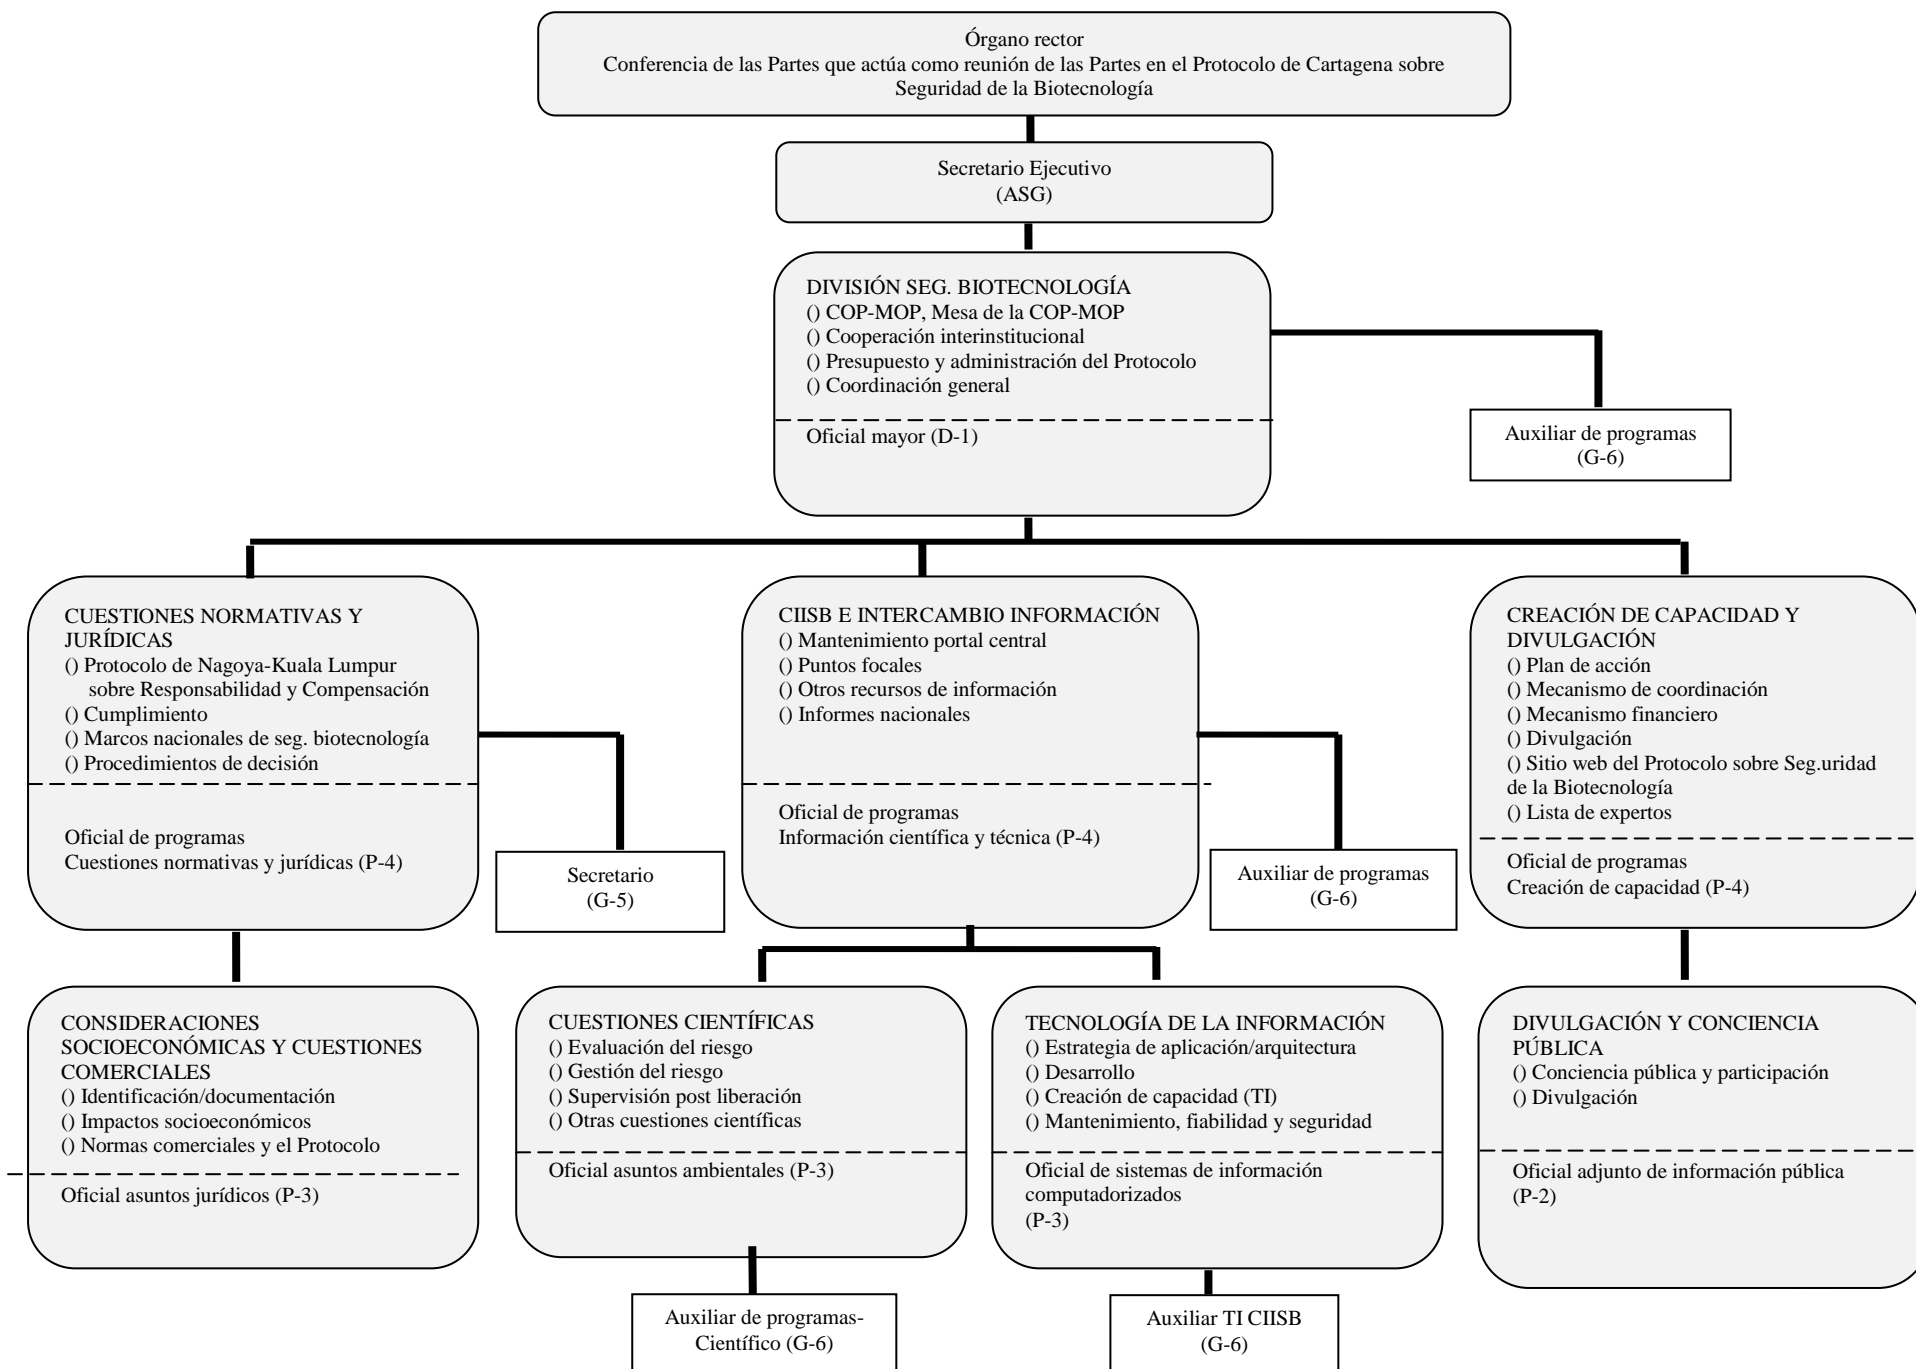 Órgano rector
Conferencia de las Partes que actúa como reunión de las Partes en el Protocolo de Cartagena sobre
Seguridad de la Biotecnología
Secretario Ejecutivo
(ASG)
DIVISIÓN SEG. BIOTECNOLOGÍA
() COP-MOP, Mesa de la COP-MOP
() Cooperación interinstitucional
() Presupuesto y administración del Protocolo
() Coordinación general
Oficial mayor (D-1)
Auxiliar de programas
(G-6)
CUESTIONES NORMATIVAS Y
JURÍDICAS
() Protocolo de Nagoya-Kuala Lumpur
sobre Responsabilidad y Compensación
() Cumplimiento
() Marcos nacionales de seg. biotecnología
() Procedimientos de decisión
Oficial de programas
Cuestiones normativas y jurídicas (P-4)
Secretario
(G-5)
CIISB E INTERCAMBIO INFORMACIÓN
() Mantenimiento portal central
() Puntos focales
() Otros recursos de información
() Informes nacionales
Oficial de programas
Información científica y técnica (P-4)
Auxiliar de programas
(G-6)
CREACIÓN DE CAPACIDAD Y
DIVULGACIÓN
() Plan de acción
() Mecanismo de coordinación
() Mecanismo financiero
() Divulgación
() Sitio web del Protocolo sobre Seg.uridad
de la Biotecnología
() Lista de expertos
Oficial de programas
Creación de capacidad (P-4)
CONSIDERACIONES
SOCIOECONÓMICAS Y CUESTIONES
COMERCIALES
() Identificación/documentación
() Impactos socioeconómicos
() Normas comerciales y el Protocolo
Oficial asuntos jurídicos (P-3)
CUESTIONES CIENTÍFICAS
() Evaluación del riesgo
() Gestión del riesgo
() Supervisión post liberación
() Otras cuestiones científicas
Oficial asuntos ambientales (P-3)
Auxiliar de programas-
Científico (G-6)
TECNOLOGÍA DE LA INFORMACIÓN
() Estrategia de aplicación/arquitectura
() Desarrollo
() Creación de capacidad (TI)
() Mantenimiento, fiabilidad y seguridad
Oficial de sistemas de información
computadorizados
(P-3)
Auxiliar TI CIISB
(G-6)
DIVULGACIÓN Y CONCIENCIA
PÚBLICA
() Conciencia pública y participación
() Divulgación
Oficial adjunto de información pública
(P-2)